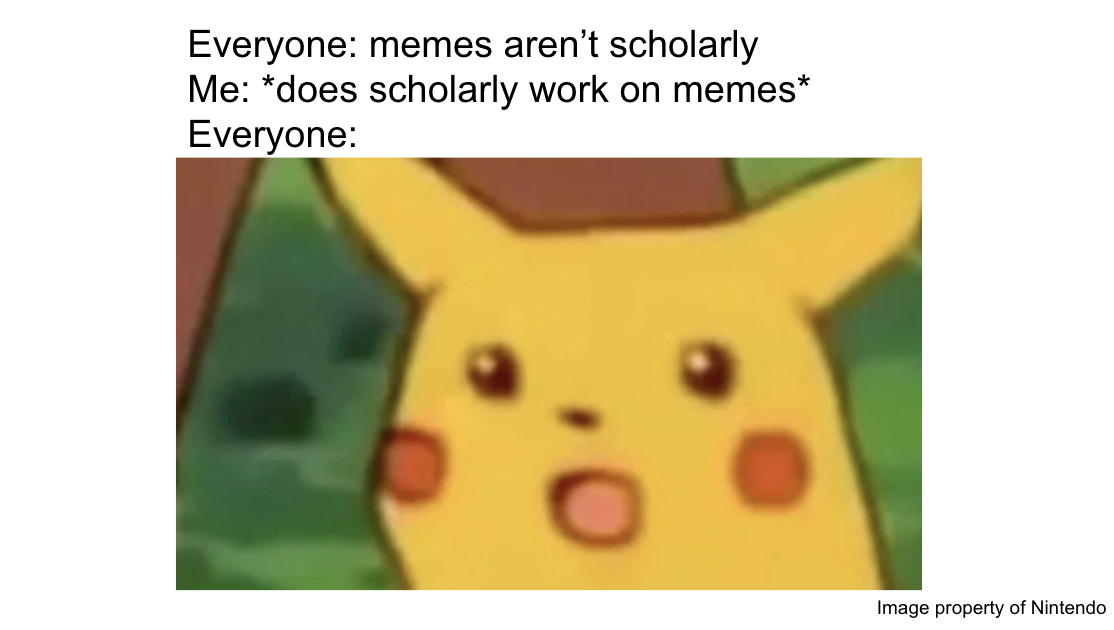 Everyone: memes aren’t scholarly
Me: *does scholarly work on memes*
Everyone:
Image property of Nintendo